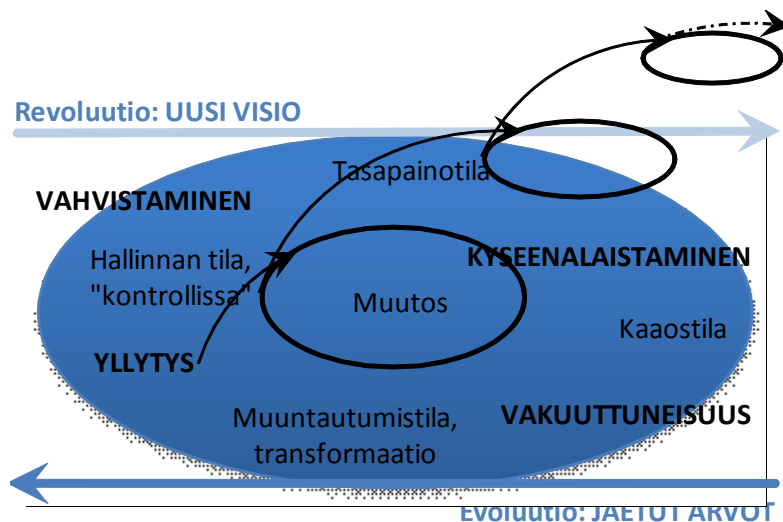 Revoluutio: UUSI VISIO
Tasapainotila
VAHVISTAMINEN
Hallinnan tila,
"kontrollissa"
KYSEENALAISTAMINEN
Muutos
Kaaostila
YLLYTYS
Muuntautumistila,
transformaatio
VAKUUTTUNEISUUS
Evoluutio: JAETUT ARVOT